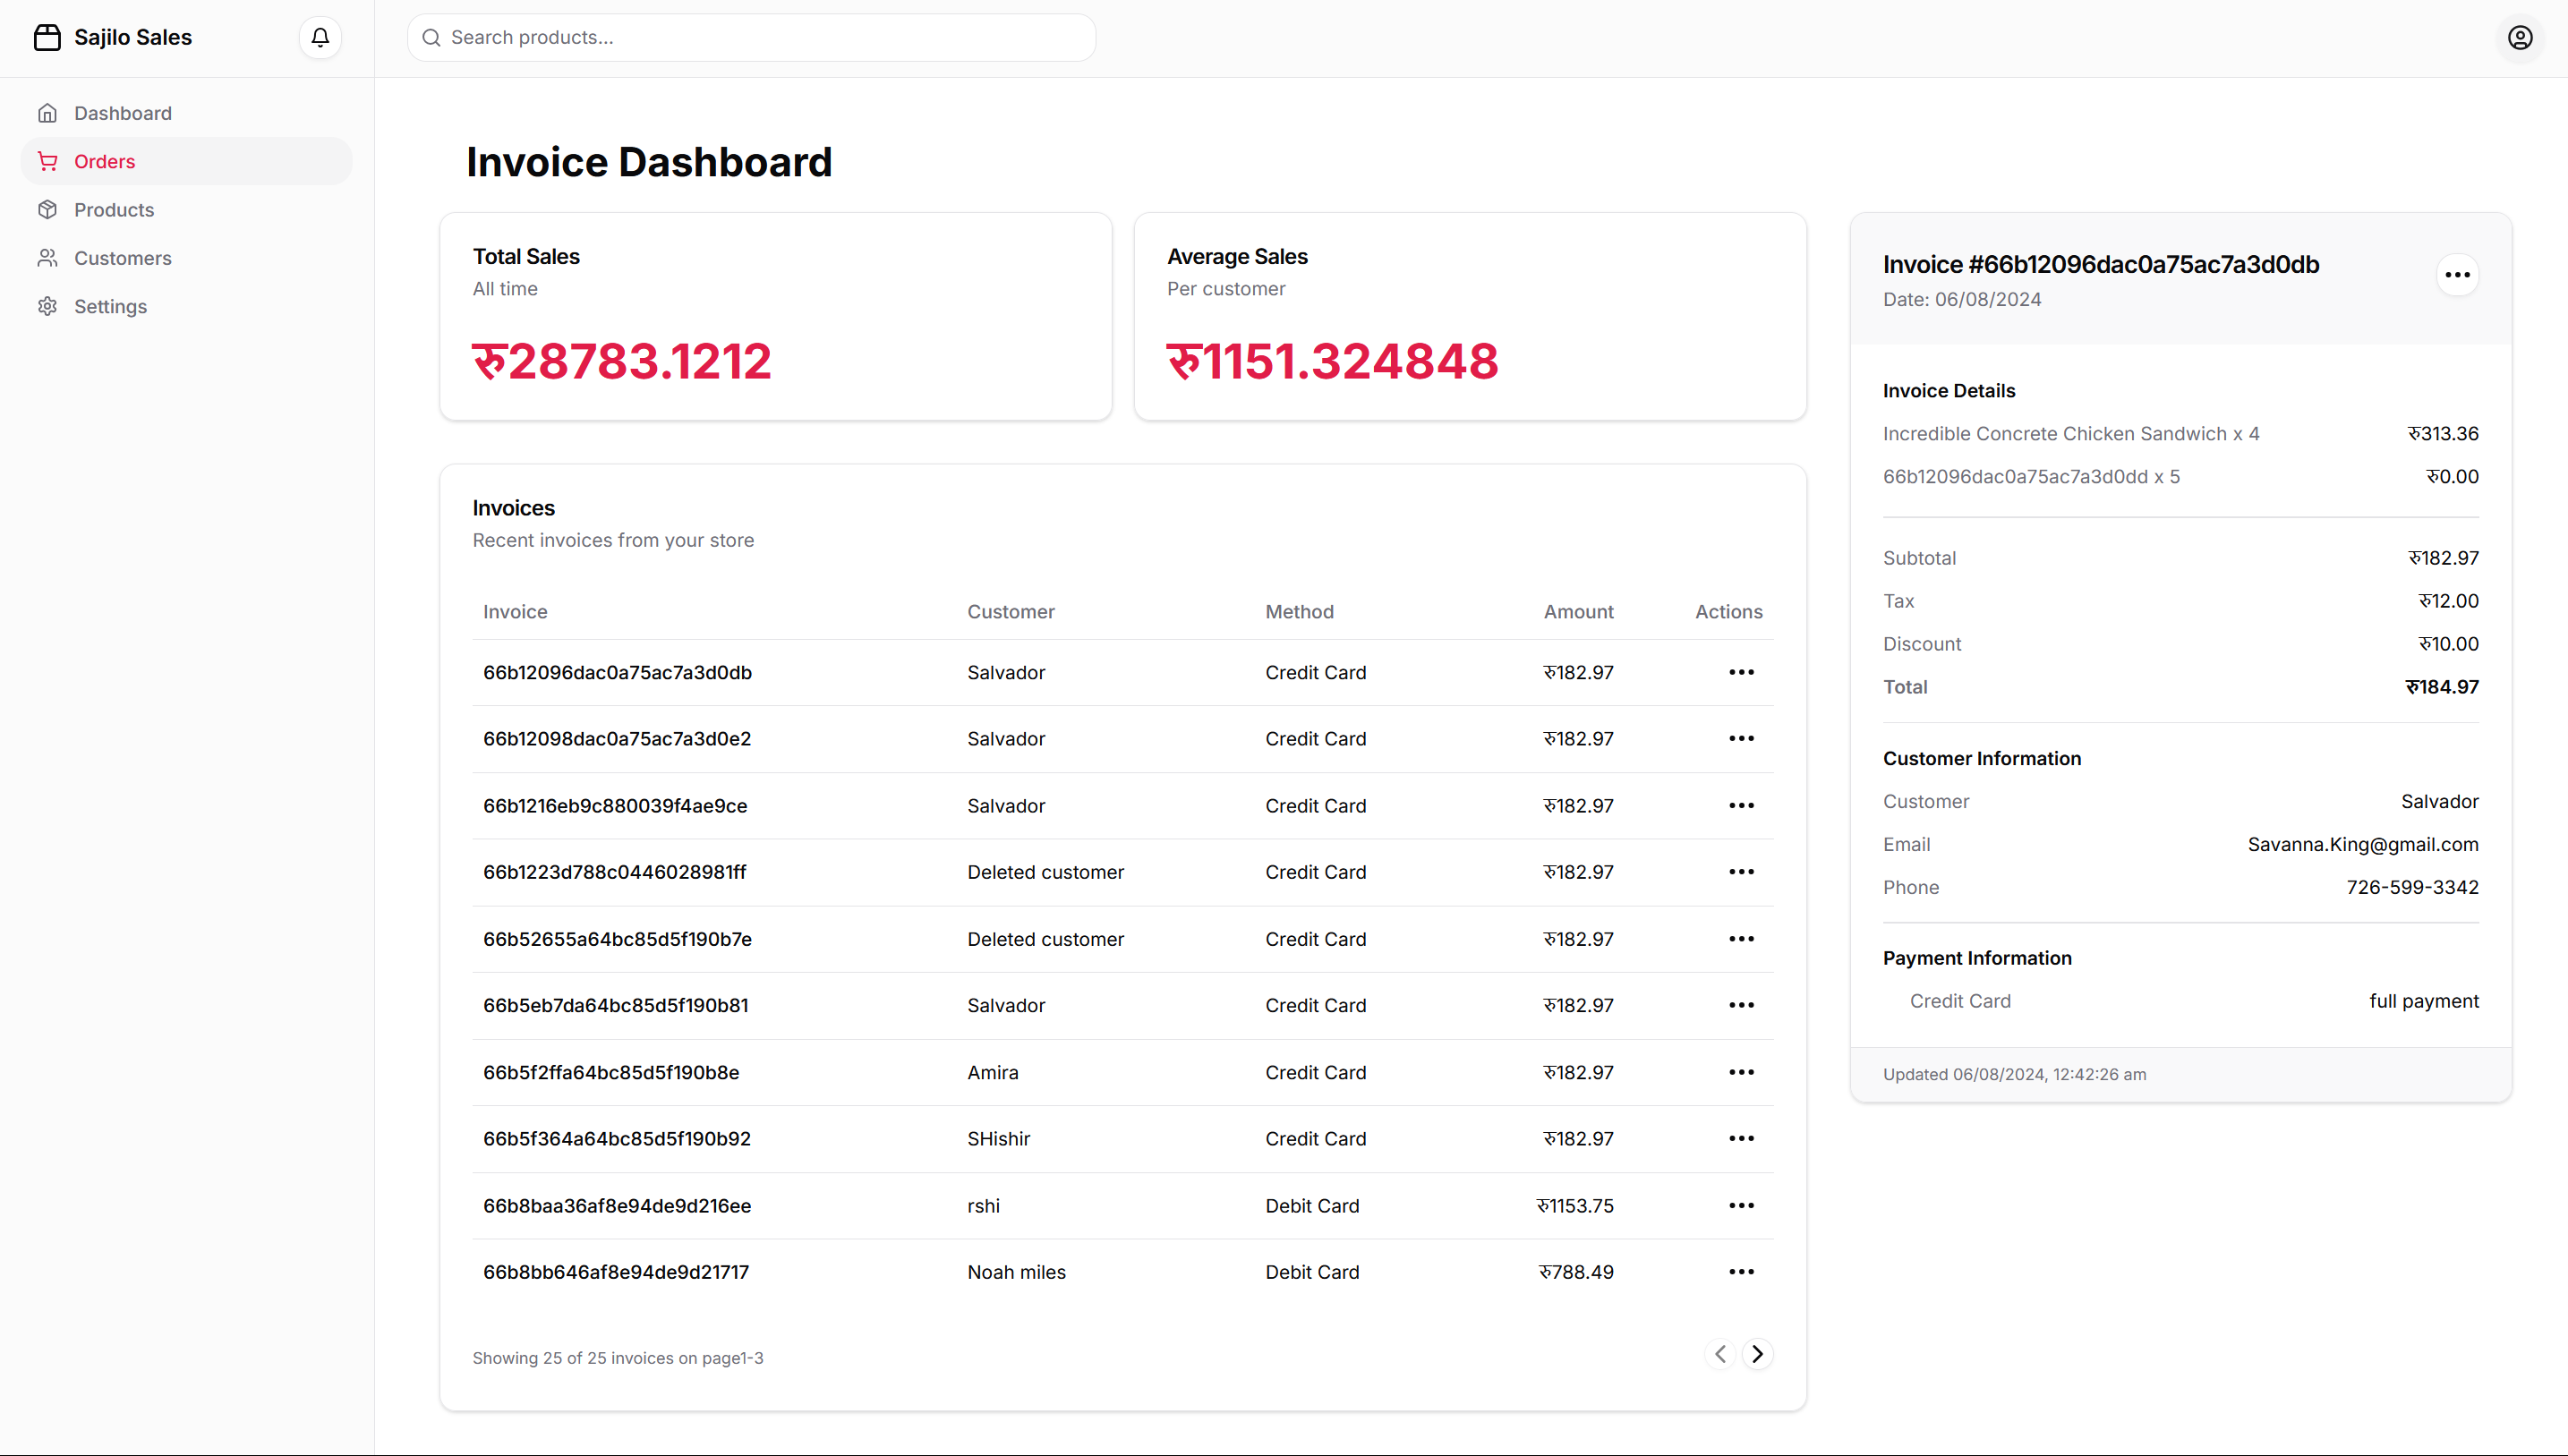 Sajilo Sales
Search products...
Dashboard
Orders
Products
Customers
Settings
Invoice Dashboard
Total Sales
All time
रु28783.1212
Average Sales
Per customer
रु1151.324848
Invoices
Recent invoices from your store
Invoice Customer Method Amount Actions
66b12096dac0a75ac7a3d0db Salvador Credit Card रु182.97
66b12098dac0a75ac7a3d0e2 Salvador Credit Card रु182.97
66b1216eb9c880039f4ae9ce Salvador Credit Card रु182.97
66b1223d788c0446028981ff Deleted customer Credit Card रु182.97
66b52655a64bc85d5f190b7e Deleted customer Credit Card रु182.97
66b5eb7da64bc85d5f190b81 Salvador Credit Card रु182.97
66b5f2ffa64bc85d5f190b8e Amira Credit Card रु182.97
66b5f364a64bc85d5f190b92 SHishir Credit Card रु182.97
66b8baa36af8e94de9d216ee rshi Debit Card रु1153.75
66b8bb646af8e94de9d21717 Noah miles Debit Card रु788.49
Showing 25 of 25 invoices on page1-3
Invoice #66b12096dac0a75ac7a3d0db
Date: 06/08/2024
Invoice Details
Incredible Concrete Chicken Sandwich x 4 रु313.36
66b12096dac0a75ac7a3d0dd x 5 रु0.00
Subtotal रु182.97
Tax रु12.00
Discount रु10.00
Total रु184.97
Customer Information
Customer Salvador
Email Savanna.King@gmail.com
Phone 726-599-3342
Payment Information
Credit Card full payment
Updated 06/08/2024, 12:42:26 am